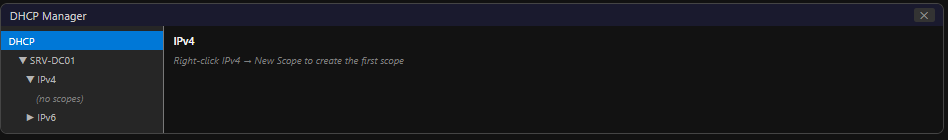 DHCP Manager
DHCP
▼ SRV-DC01
▼ IPv4
(no scopes)
▶ IPv6
IPv4
Right-click IPv4 → New Scope to create the first scope